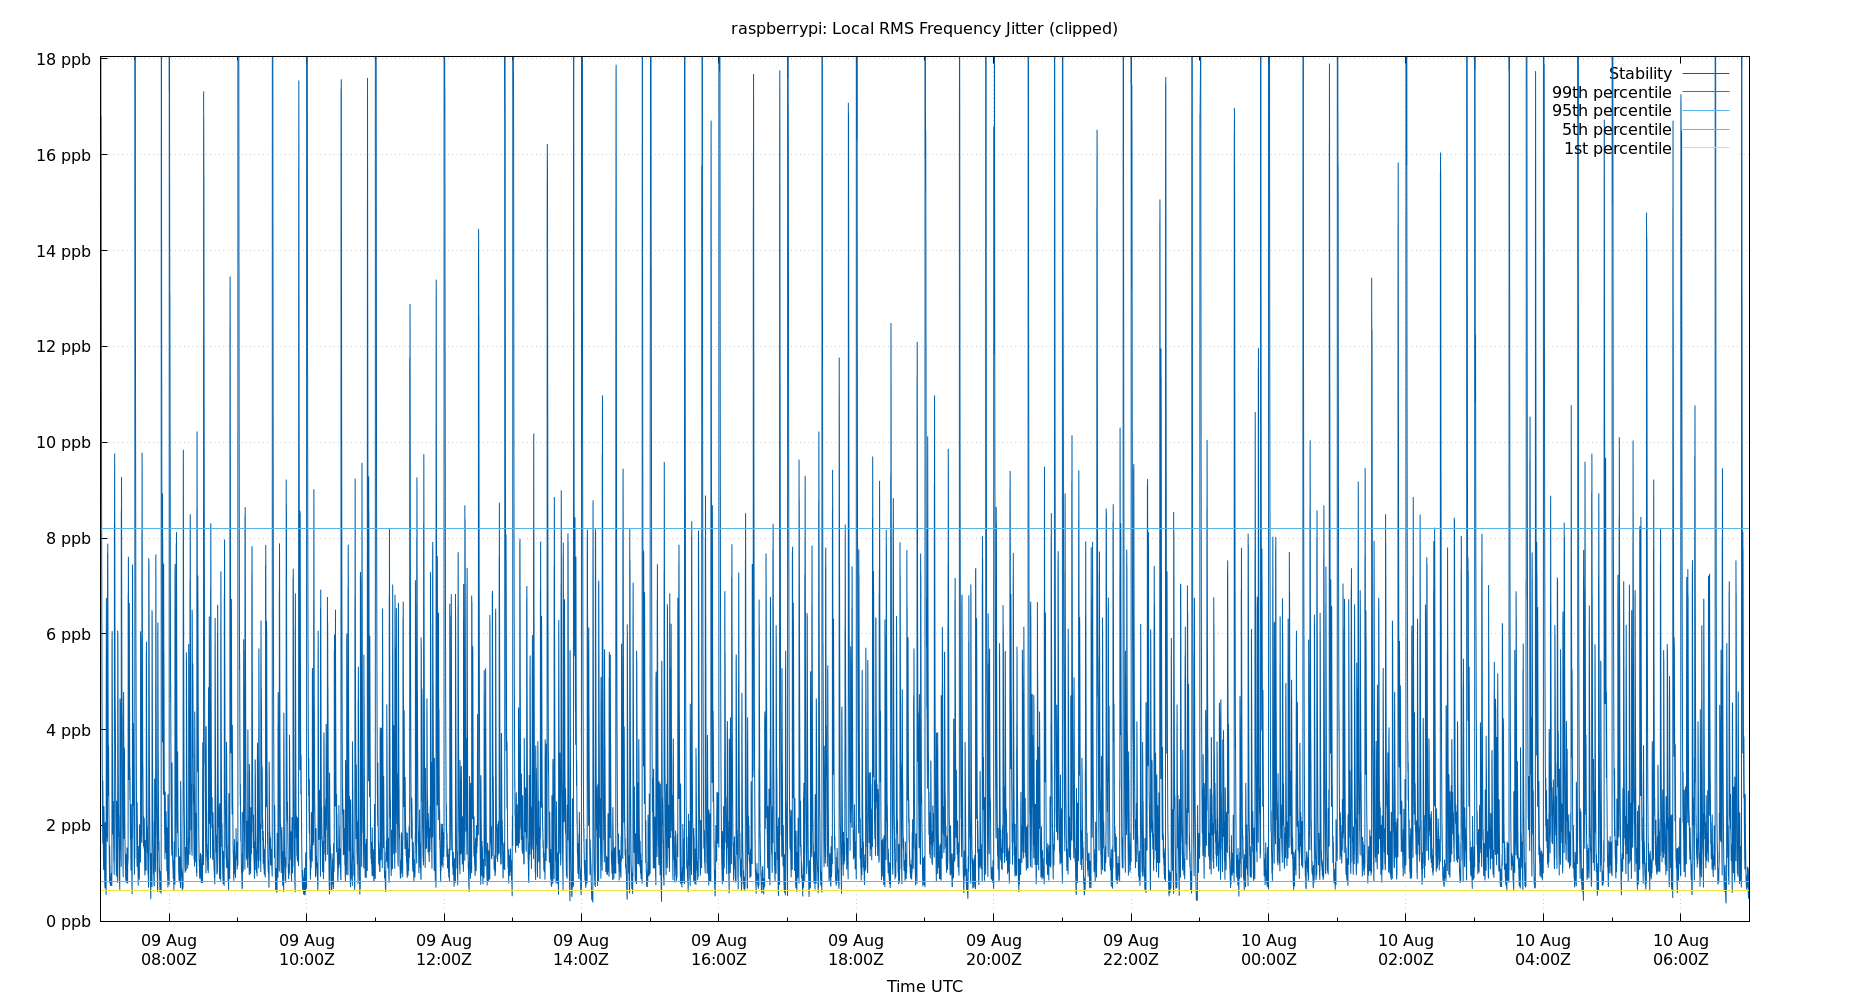 raspberrypi: Local RMS Frequency Jitter (clipped)
18 ppb
16 ppb
14 ppb
12 ppb
10 ppb
8 ppb
6 ppb
4 ppb
2 ppb
0 ppb
Stability
99th percentile
95th percentile
5th percentile
1st percentile
09 Aug 09 Aug 09 Aug 09 Aug 09 Aug 09 Aug 09 Aug 09 Aug 10 Aug 10 Aug 10 Aug 10 Aug
08:00Z 10:00Z 12:00Z 14:00Z 16:00Z 18:00Z 20:00Z 22:00Z 00:00Z 02:00Z 04:00Z 06:00Z
Time UTC